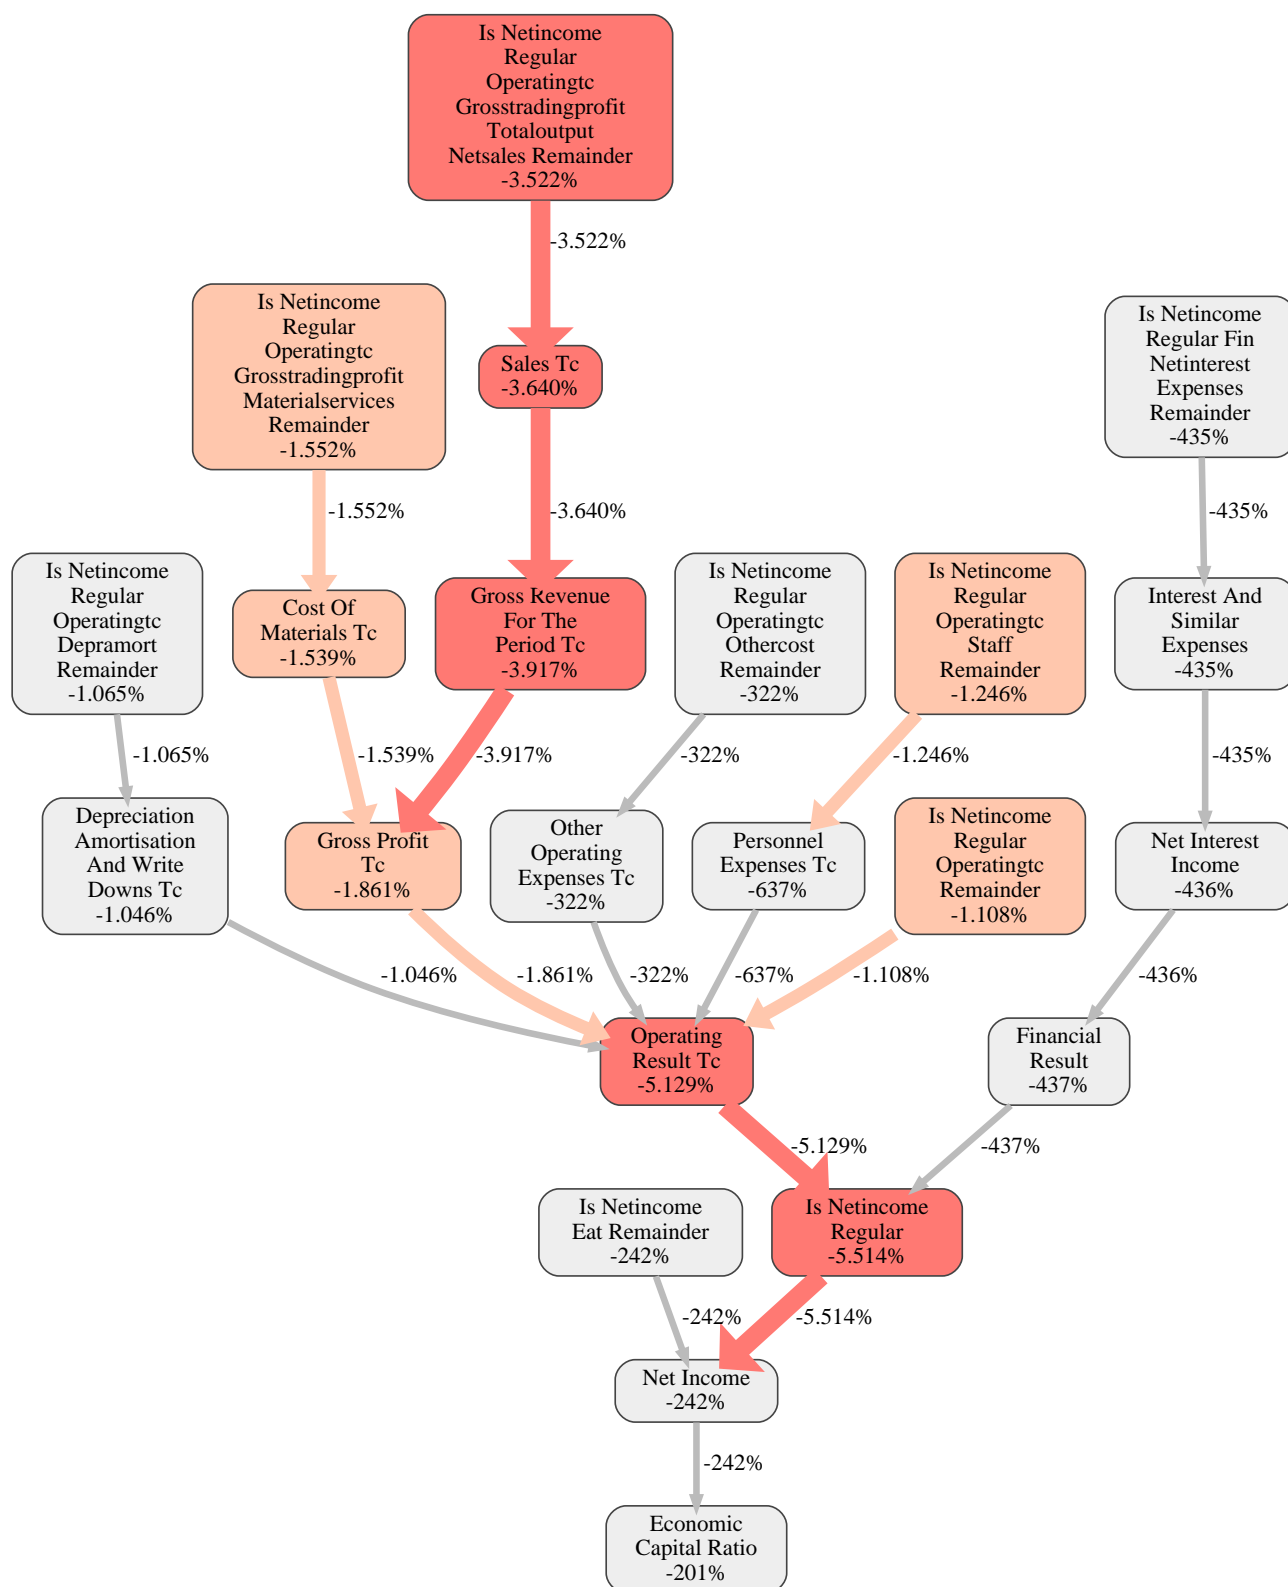 Is Netincome
Regular
Operatingtc
Grosstradingprofit
Totaloutput
Netsales Remainder
-3.522%
-3.522%
Is Netincome
Regular
Operatingtc
Grosstradingprofit
Materialservices
Remainder
-1.552%
Is Netincome
Regular Fin
Netinterest
Expenses
Remainder
-435%
Sales Tc
-3.640%
-1.552%
-3.640%
-435%
Is Netincome
Regular
Operatingtc
Depramort
Remainder
-1.065%
Cost Of
Materials Tc
-1.539%
Gross Revenue
For The
Period Tc
-3.917%
Is Netincome
Regular
Operatingtc
Othercost
Remainder
-322%
Is Netincome
Regular
Operatingtc
Staff
Remainder
-1.246%
Interest And
Similar
Expenses
-435%
-1.065%
-1.539%
-3.917%
-322%
-1.246%
-435%
Depreciation
Amortisation
And Write
Downs Tc
-1.046%
Gross Profit
Tc
-1.861%
Other
Operating
Expenses Tc
-322%
Personnel
Expenses Tc
-637%
Is Netincome
Regular
Operatingtc
Remainder
-1.108%
Net Interest
Income
-436%
-1.046%
-1.861%
-322%
-637%
-1.108%
-436%
Operating
Result Tc
-5.129%
Financial
Result
-437%
-5.129%
-437%
Is Netincome
Eat Remainder
-242%
Is Netincome
Regular
-5.514%
-242%
-5.514%
Net Income
-242%
-242%
Economic
Capital Ratio
-201%